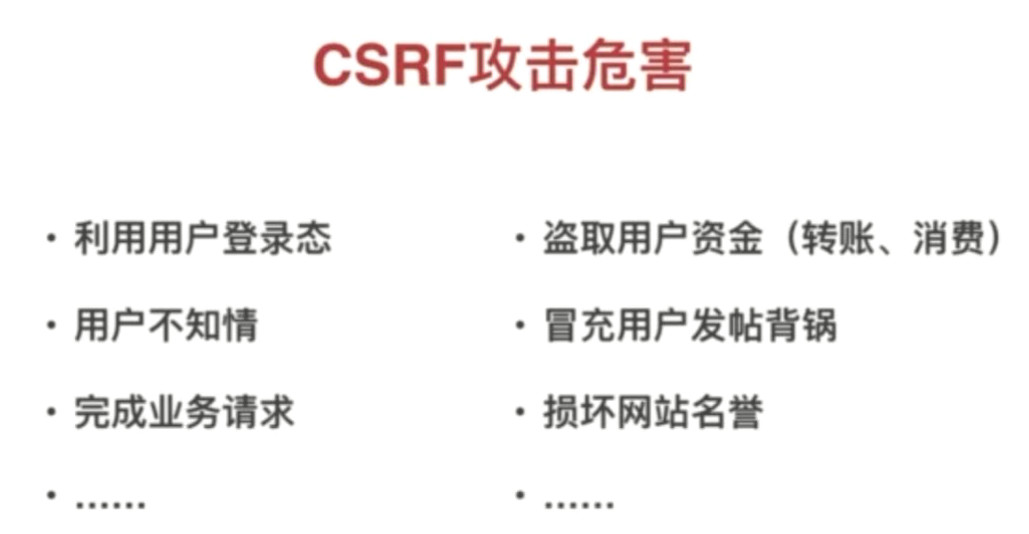 CSRF攻击危害
• 利用用户登录态
• 用户不知情
• 完成业务请求
• ......
• 盗取用户资金（转账、消费）
• 冒充用户发帖背锅
• 损坏网站名誉
• ......